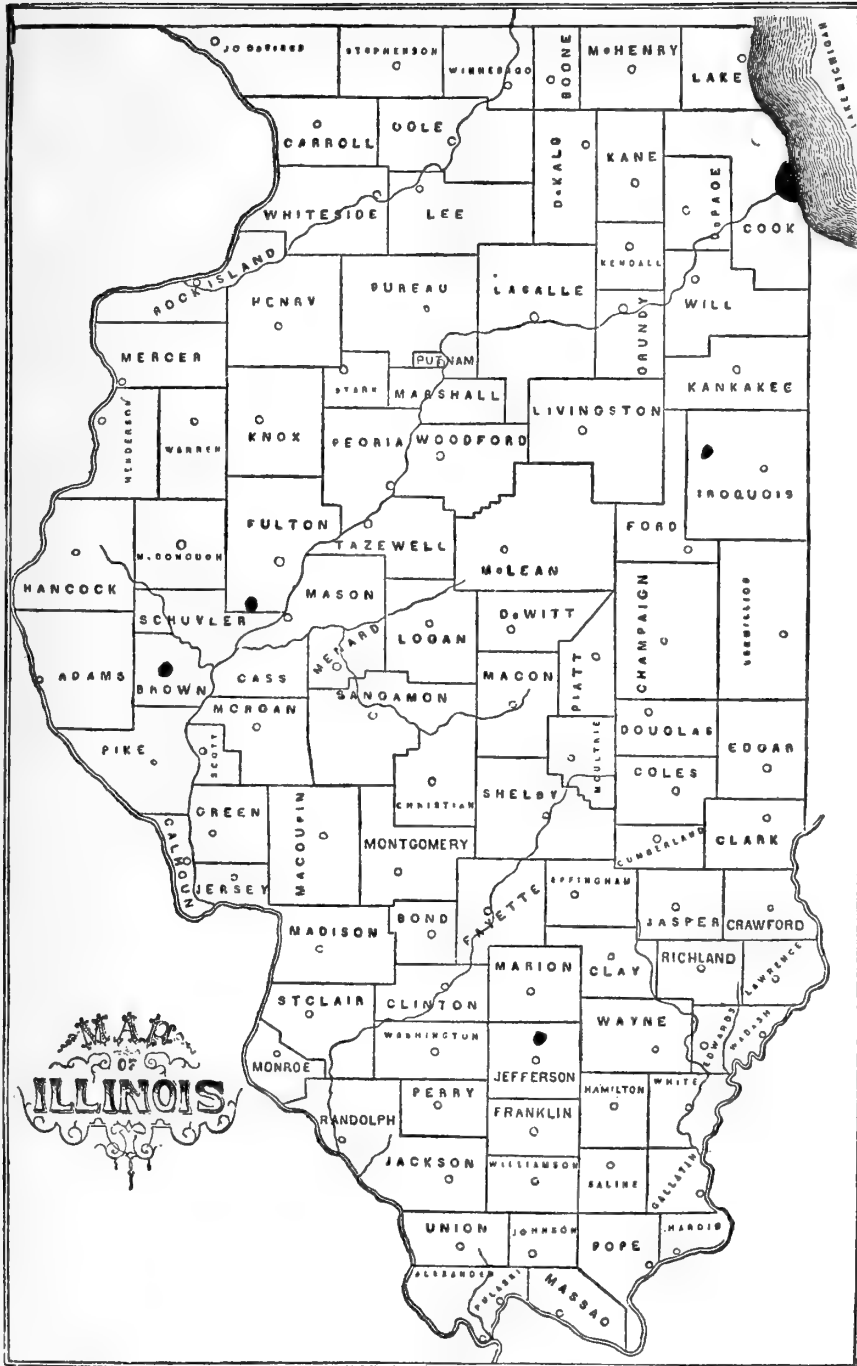 JO DAVIESS
STEPHENSON
WINNEBAGO
BOONE
McHENRY
LAKE
LAKE MICHIGAN
CARROLL
OGLE
DeKALB
KANE
DuPAGE
COOK
WHITESIDE
LEE
KENDALL
ROCK ISLAND
HENRY
BUREAU
LASALLE
GRUNDY
WILL
MERCER
PUTNAM
STARK
MARSHALL
KANKAKEE
HENDERSON
WARREN
KNOX
PEORIA
WOODFORD
LIVINGSTON
IROQUOIS
FORD
HANCOCK
McDONOUGH
FULTON
TAZEWELL
McLEAN
MASON
SCHUYLER
MENARD
LOGAN
DeWITT
CHAMPAIGN
VERMILLION
ADAMS
BROWN
CASS
MORGAN
SANGAMON
MACON
PIATT
PIKE
SCOTT
MOULTRIE
DOUGLAS
EDGAR
COLES
CALHOUN
GREEN
MACOUPIN
CHRISTIAN
SHELBY
CUMBERLAND
CLARK
JERSEY
MONTGOMERY
FAYETTE
EFFINGHAM
JASPER
CRAWFORD
MADISON
BOND
MARION
CLAY
RICHLAND
LAWRENCE
ST CLAIR
CLINTON
WASHINGTON
WAYNE
EDWARDS
WABASH
MONROE
JEFFERSON
HAMILTON
WHITE
RANDOLPH
PERRY
FRANKLIN
JACKSON
WILLIAMSON
SALINE
GALLATIN
UNION
JOHNSON
POPE
HARDIN
ALEXANDER
PULASKI
MASSAC
MAP
OF
ILLINOIS